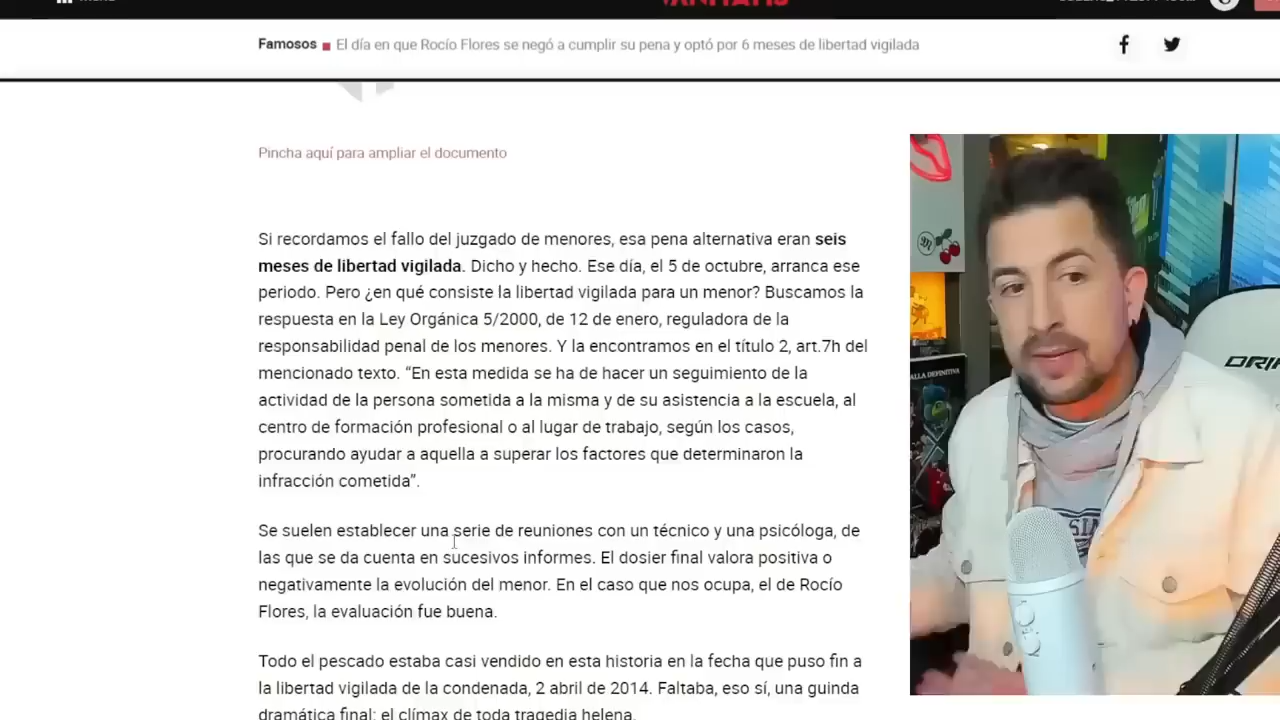 VANITATIS
Famosos ■ El día en que Rocío Flores se negó a cumplir su pena y optó por 6 meses de libertad vigilada
Pincha aquí para ampliar el documento
Si recordamos el fallo del juzgado de menores, esa pena alternativa eran seis
meses de libertad vigilada. Dicho y hecho. Ese día, el 5 de octubre, arranca ese
periodo. Pero ¿en qué consiste la libertad vigilada para un menor? Buscamos la
respuesta en la Ley Orgánica 5/2000, de 12 de enero, reguladora de la
responsabilidad penal de los menores. Y la encontramos en el título 2, art.7h del
mencionado texto. “En esta medida se ha de hacer un seguimiento de la
actividad de la persona sometida a la misma y de su asistencia a la escuela, al
centro de formación profesional o al lugar de trabajo, según los casos,
procurando ayudar a aquella a superar los factores que determinaron la
infracción cometida”.
Se suelen establecer una serie de reuniones con un técnico y una psicóloga, de
las que se da cuenta en sucesivos informes. El dosier final valora positiva o
negativamente la evolución del menor. En el caso que nos ocupa, el de Rocío
Flores, la evaluación fue buena.
Todo el pescado estaba casi vendido en esta historia en la fecha que puso fin a
la libertad vigilada de la condenada, 2 abril de 2014. Faltaba, eso sí, una guinda
dramática final: el clímax de toda tragedia helena.
ALLA DEFINITIVA
DRIF